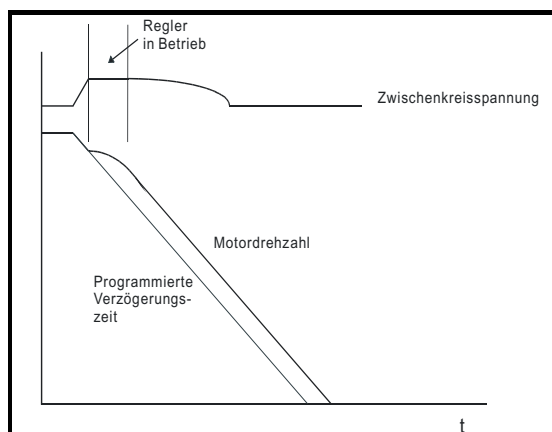 Regler
in Betrieb
Zwischenkreisspannung
Motordrehzahl
Programmierte
Verzögerungs-
zeit
t